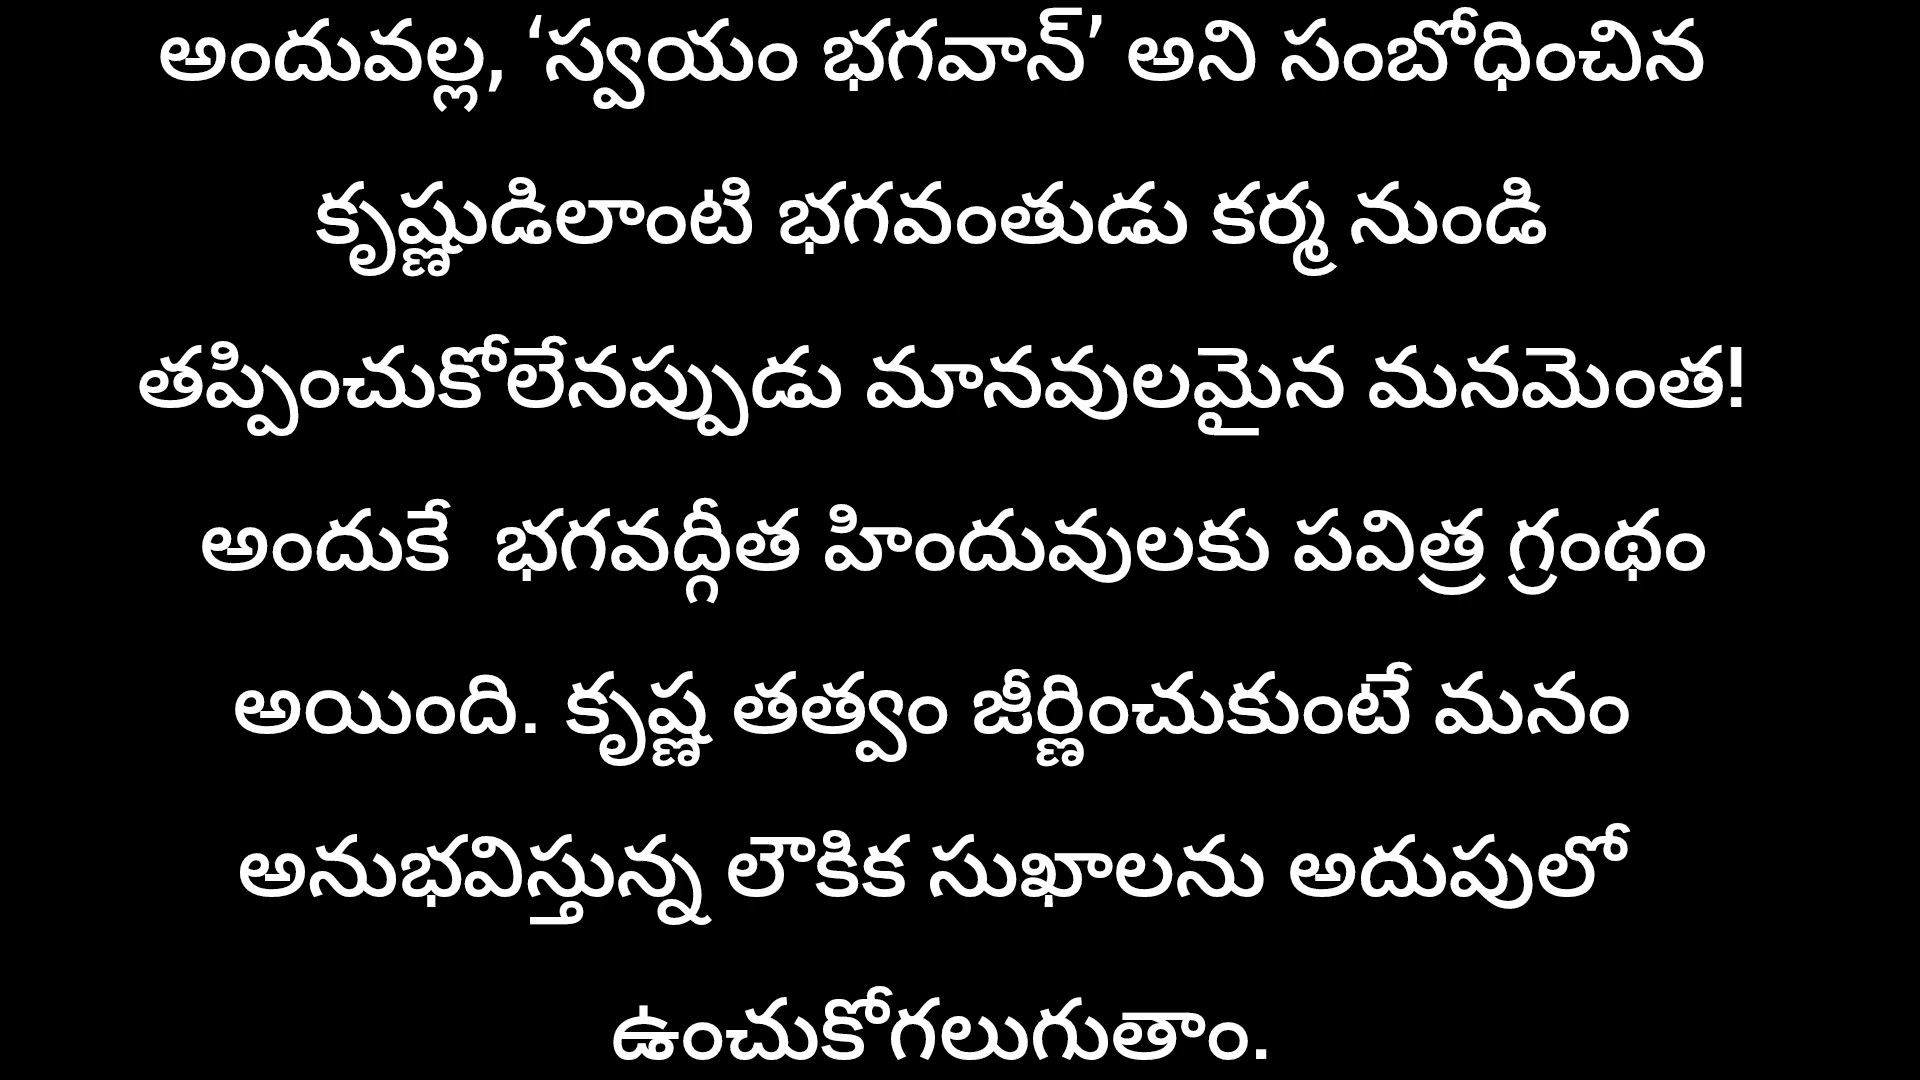 అందువల్ల, ‘స్వయం భగవాన్’ అని సంబోధించిన
కృష్ణుడిలాంటి భగవంతుడు కర్మ నుండి
తప్పించుకోలేనప్పుడు మానవులమైన మనమెంత!
అందుకే  భగవద్గీత హిందువులకు పవిత్ర గ్రంథం
అయింది. కృష్ణ తత్వం జీర్ణించుకుంటే మనం
అనుభవిస్తున్న లౌకిక సుఖాలను అదుపులో
ఉంచుకోగలుగుతాం.